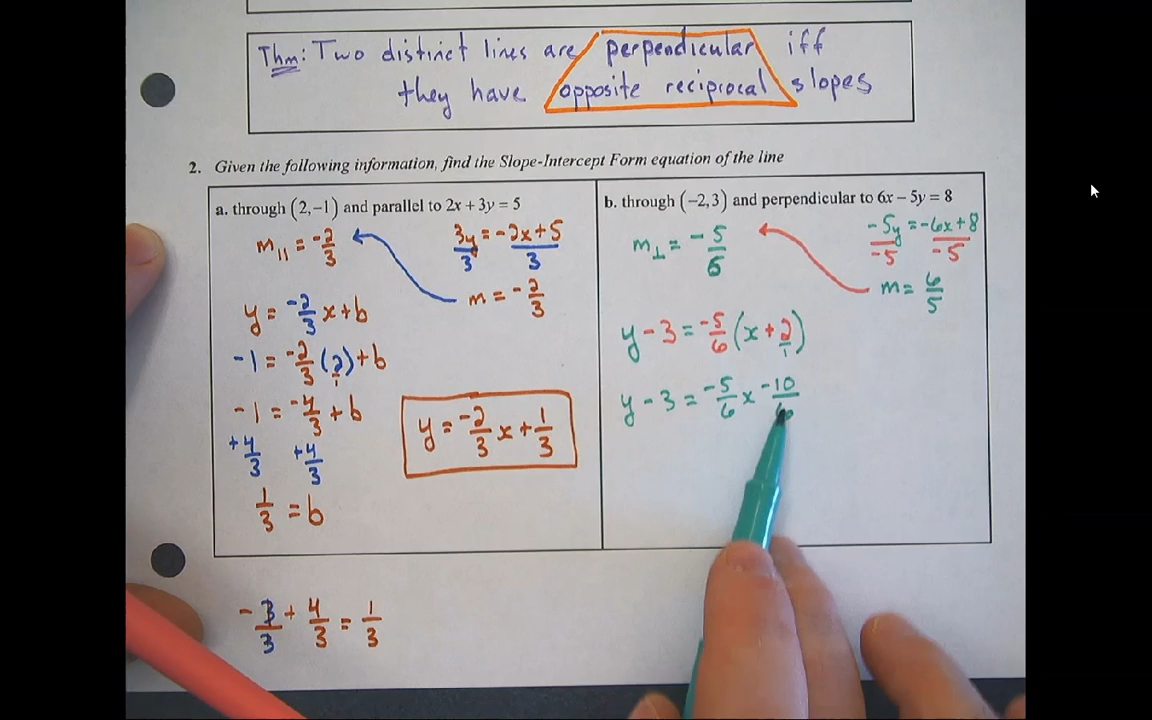 Thm: Two distinct lines are perpendicular iff
they have opposite reciprocal slopes
2. Given the following information, find the Slope-Intercept Form equation of the line
a. through (2,−1) and parallel to 2x + 3y = 5
m∥ = -2/3
3y = -2x+5
3 3
m = -2/3
y = -2/3 x + b
-1 = -2/3 (2/1) + b
-1 = -4/3 + b
+4/3 +4/3
1/3 = b
y = -2/3 x + 1/3
-3/3 + 4/3 = 1/3
b. through (−2,3) and perpendicular to 6x − 5y = 8
m⊥ = -5/6
-5y = -6x+8
-5 -5
m = 6/5
y - 3 = -5/6 (x + 2/1)
y - 3 = -5/6 x -10/6